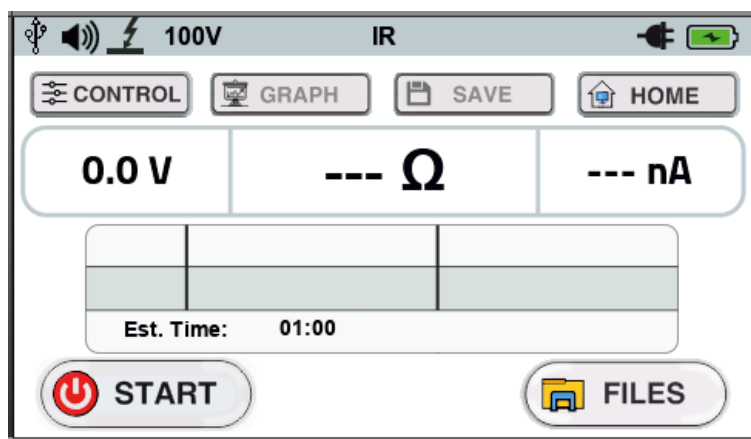 100V IR
CONTROL GRAPH SAVE HOME
0.0 V --- Ω --- nA
Est. Time: 01:00
START FILES